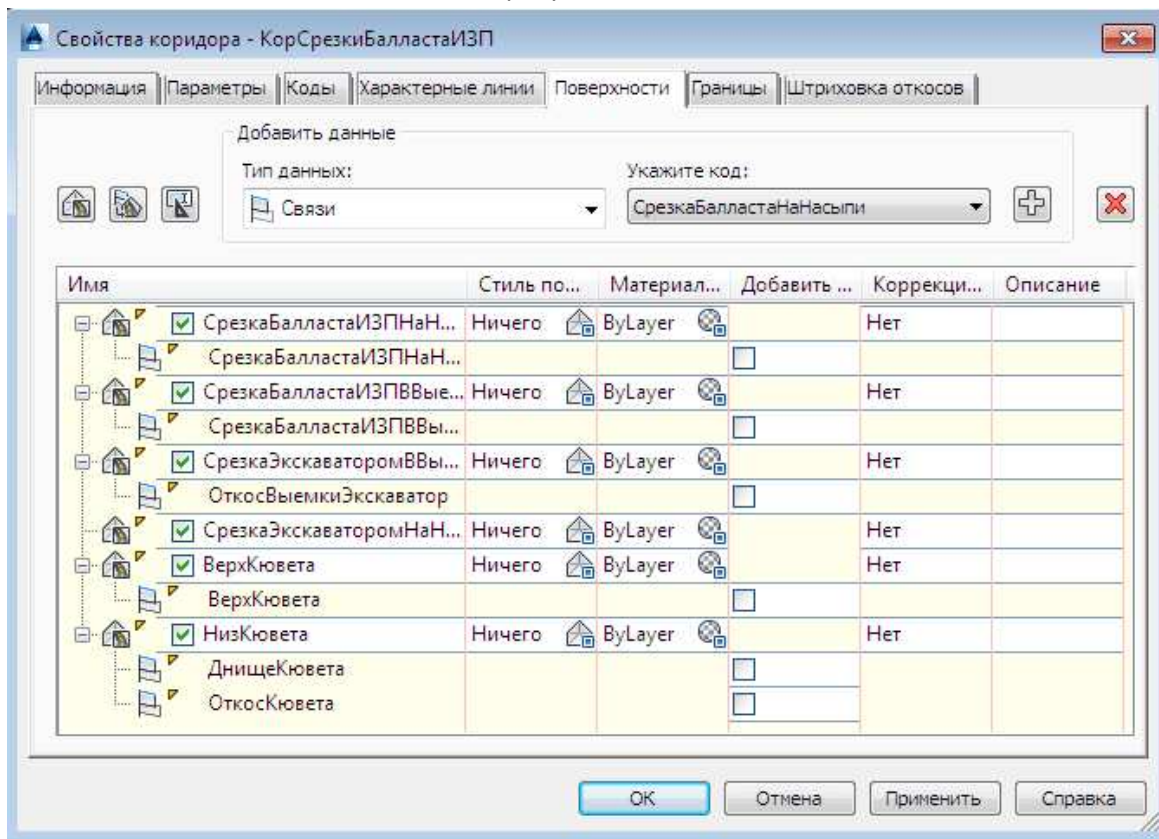 Свойства коридора - КорСрезкиБалластаИЗП
Информация Параметры Коды Характерные линии Поверхности Границы Штриховка откосов
Добавить данные
Тип данных: Укажите код:
Связи СрезкаБалластаНаНасыпи
Имя Стиль по... Материал... Добавить ... Коррекци... Описание
СрезкаБалластаИЗПНаН... Ничего ByLayer Нет
СрезкаБалластаИЗПНаН...
СрезкаБалластаИЗПВВые... Ничего ByLayer Нет
СрезкаБалластаИЗПВВы...
СрезкаЭкскаваторомВВы... Ничего ByLayer Нет
ОткосВыемкиЭкскаватор
СрезкаЭкскаваторомНаН... Ничего ByLayer Нет
ВерхКювета Ничего ByLayer Нет
ВерхКювета
НизКювета Ничего ByLayer Нет
ДнищеКювета
ОткосКювета
ОК Отмена Применить Справка